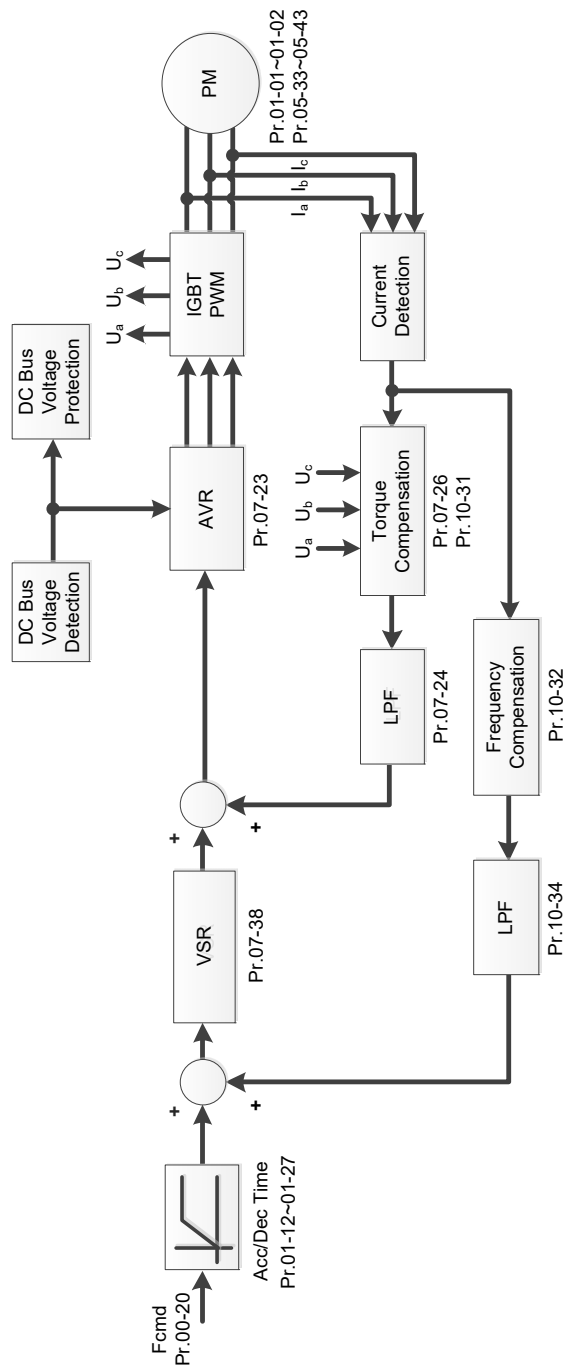 Fcmd
Pr.00-20
Acc/Dec Time
Pr.01-12~01-27
+
+
VSR
Pr.07-38
+
+
DC Bus
Voltage
Detection
DC Bus
Voltage
Protection
AVR
Pr.07-23
Ua
Ub
Uc
IGBT
PWM
PM
Pr.01-01~01-02
Pr.05-33~05-43
Ia
Ib
Ic
Current
Detection
Ua
Ub
Uc
Torque
Compensation
Pr.07-26
Pr.10-31
LPF
Pr.07-24
Frequency
Compensation
Pr.10-32
LPF
Pr.10-34